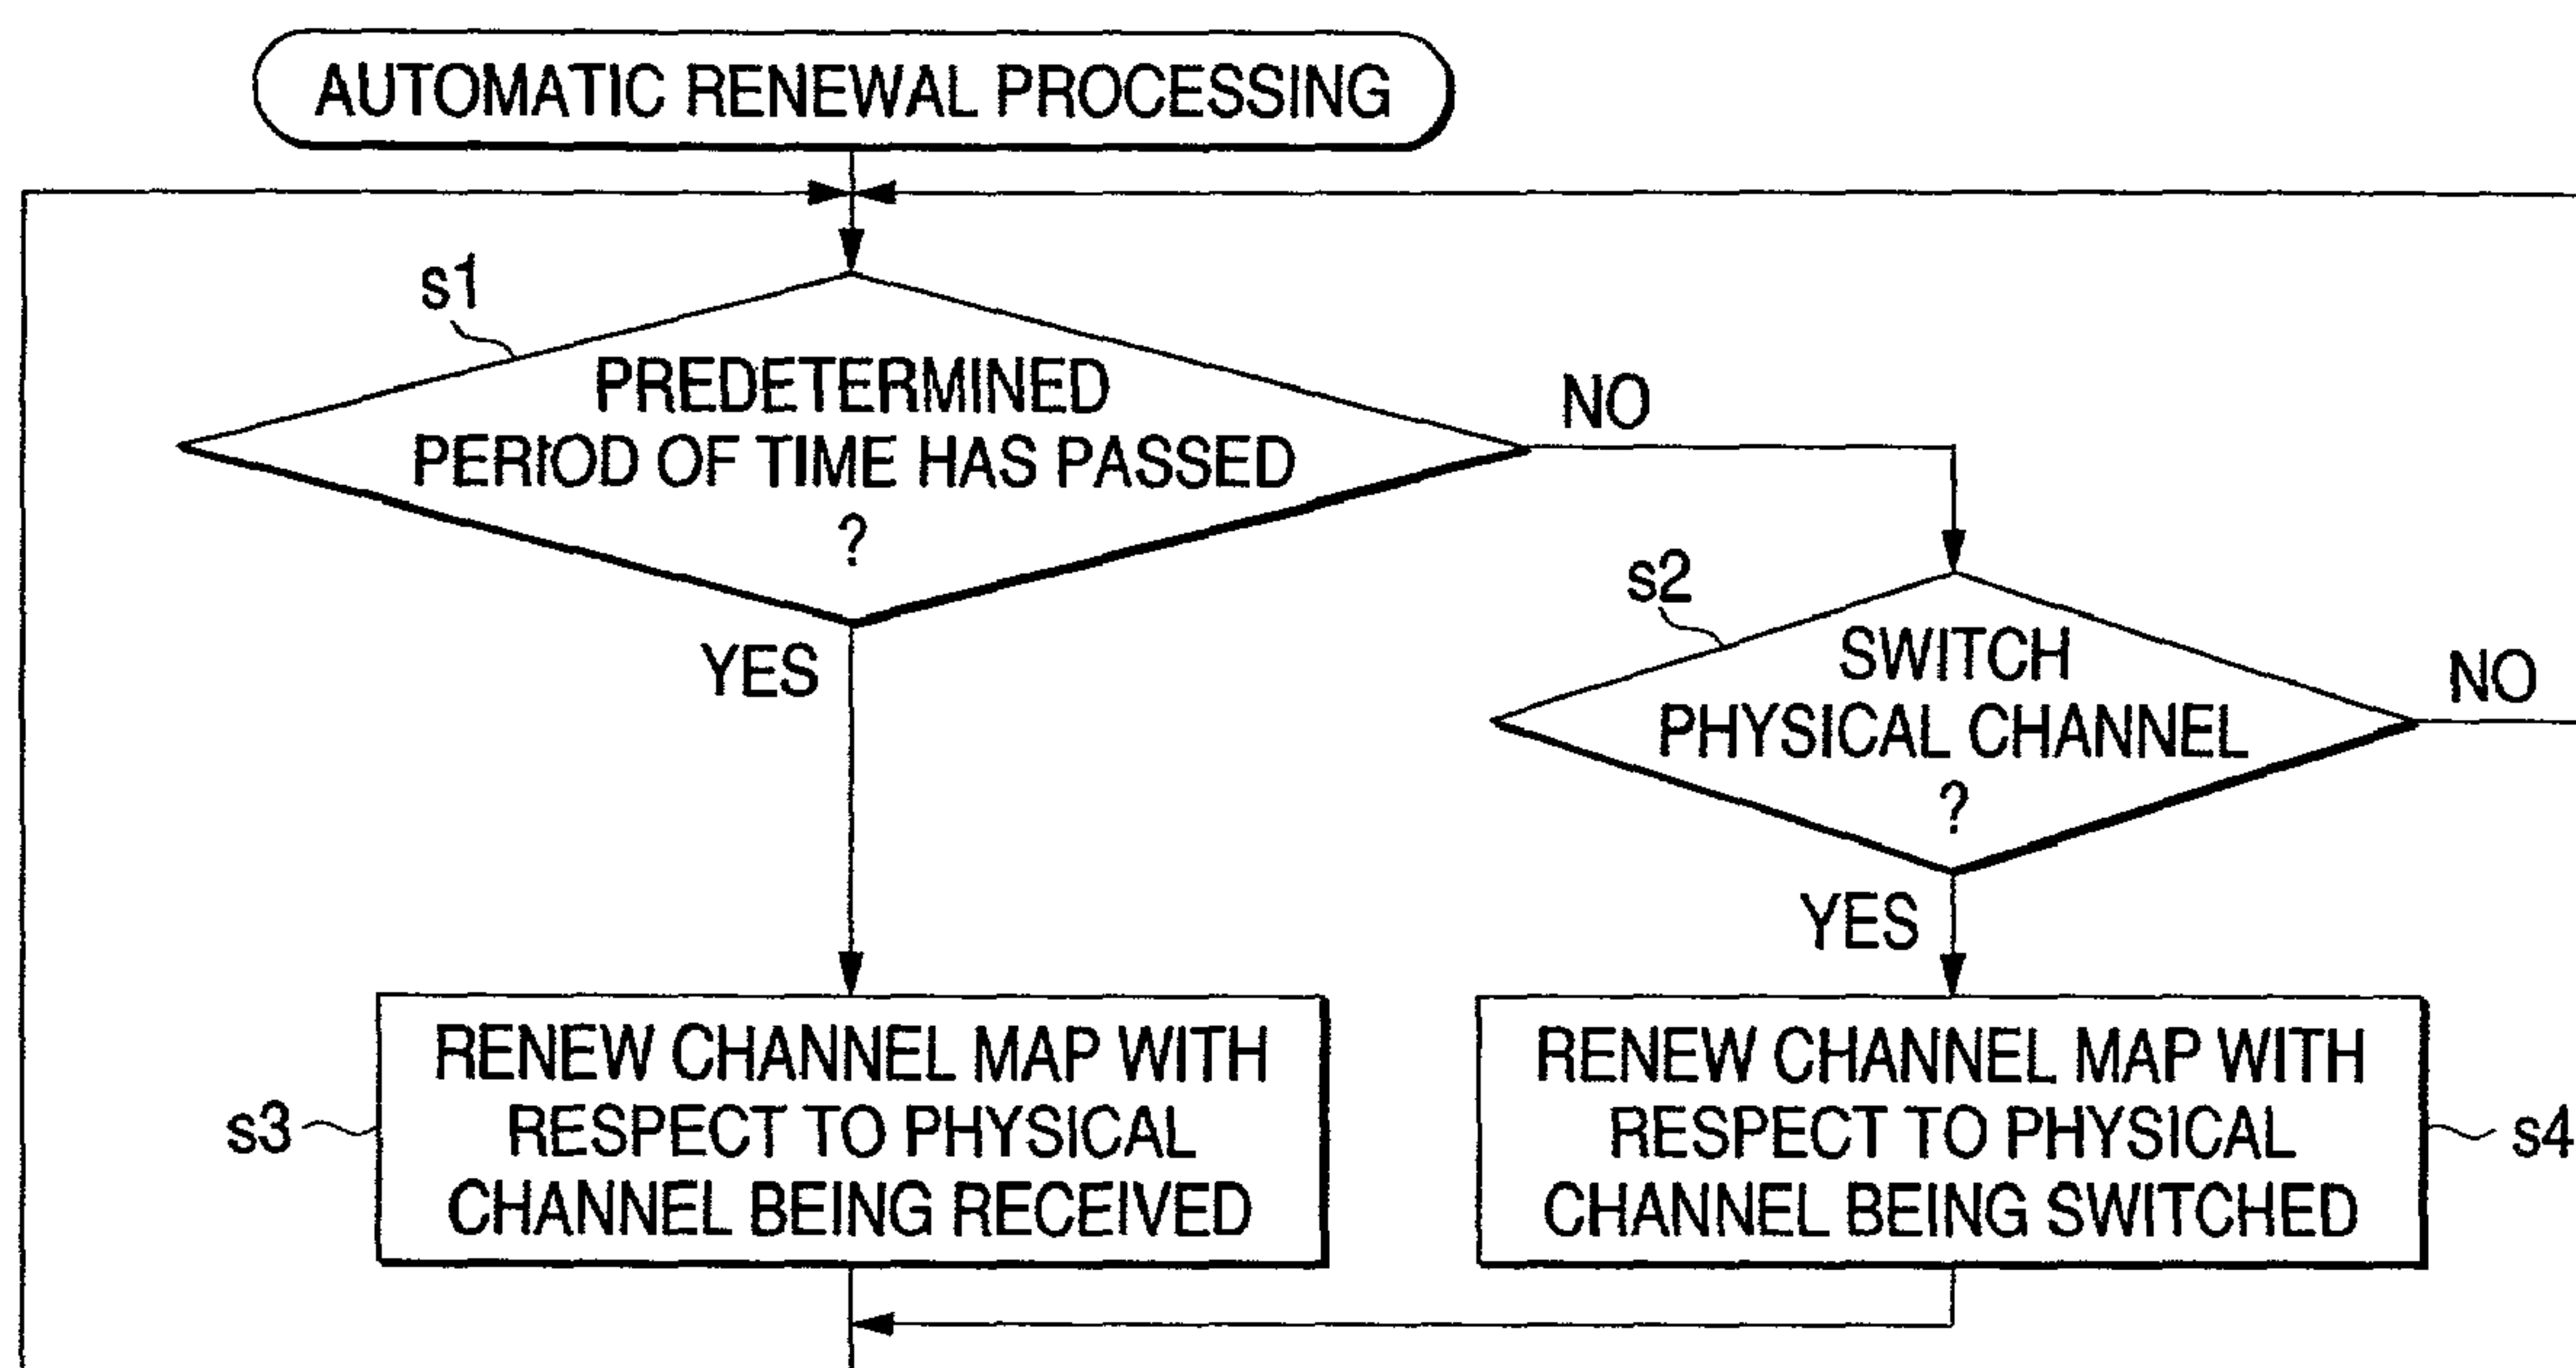 AUTOMATIC RENEWAL PROCESSING
s1
PREDETERMINED
PERIOD OF TIME HAS PASSED
?
NO
YES
s2
SWITCH
PHYSICAL CHANNEL
?
NO
YES
s3
RENEW CHANNEL MAP WITH
RESPECT TO PHYSICAL
CHANNEL BEING RECEIVED
RENEW CHANNEL MAP WITH
RESPECT TO PHYSICAL
CHANNEL BEING SWITCHED
s4